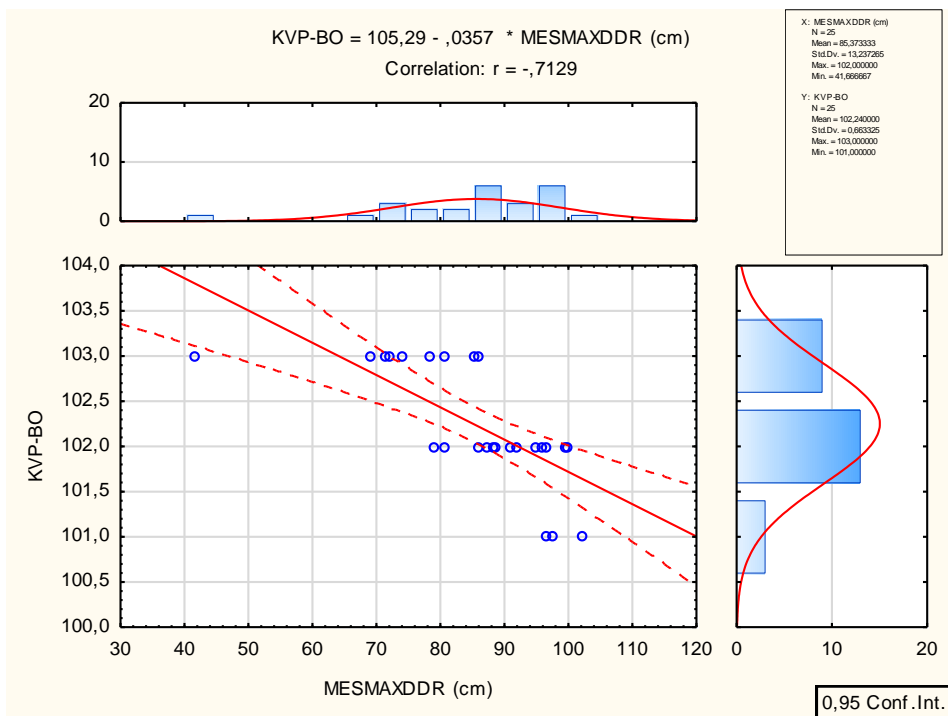 KVP-BO = 105,29 - ,0357 * MESMAXDDR (cm)
Correlation: r = -,7129
X: MESMAXDDR (cm)
N = 25
Mean = 85,373333
Std.Dv. = 13,237265
Max. = 102,000000
Min. = 41,666667
Y: KVP-BO
N = 25
Mean = 102,240000
Std.Dv. = 0,663325
Max. = 103,000000
Min. = 101,000000
20
10
0
104,0
103,5
103,0
102,5
102,0
101,5
101,0
100,5
100,0
KVP-BO
30 40 50 60 70 80 90 100 110 120
MESMAXDDR (cm)
0 10 20
0,95 Conf.Int.